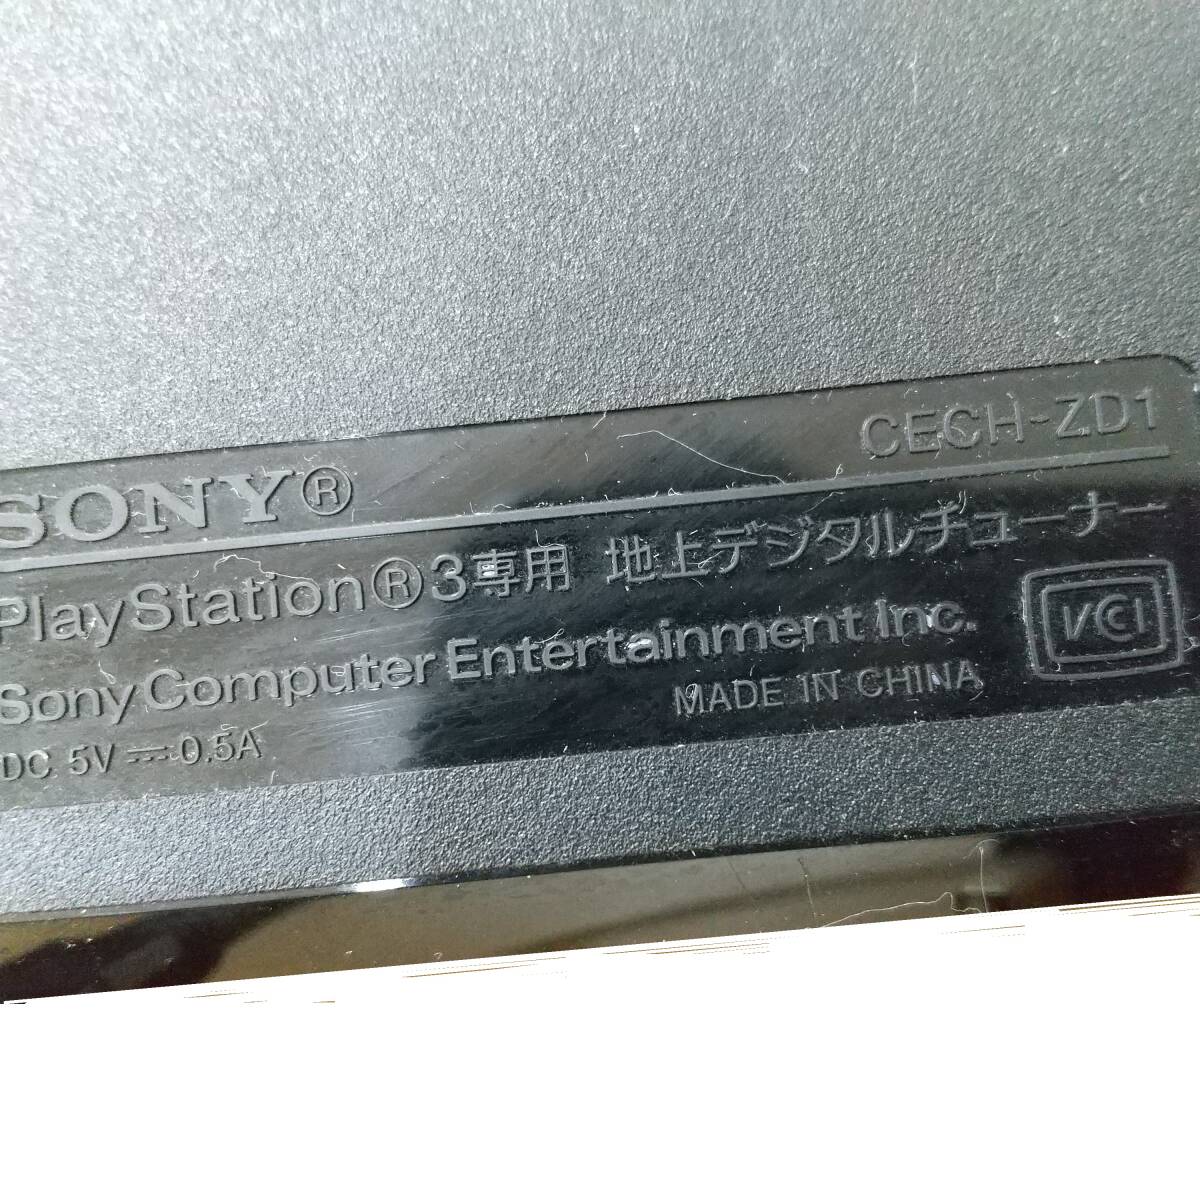 SONY® CECH-ZD1
PlayStation®3専用 地上デジタルチューナー
Sony Computer Entertainment Inc.
MADE IN CHINA
DC 5V ⎓ 0.5A
VCI